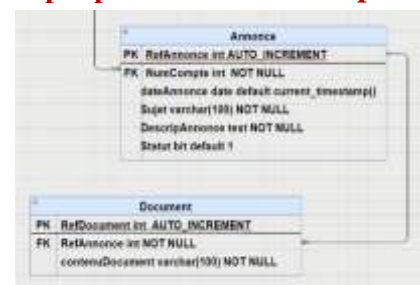 Annonce
PK RefAnnonce int AUTO_INCREMENT
FK NumCompte int NOT NULL
dateAnnonce date default current_timestamp()
Sujet varchar(100) NOT NULL
DescripAnnonce text NOT NULL
Statut bit default 1
Document
PK RefDocument int AUTO_INCREMENT
FK RefAnnonce int NOT NULL
contenuDocument varchar(100) NOT NULL